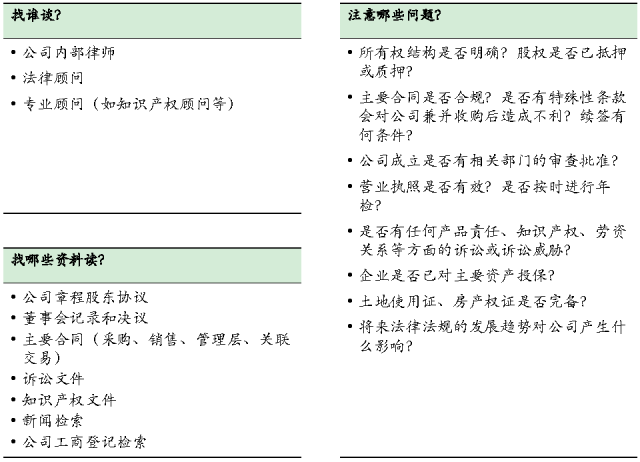 找谁谈?
• 公司内部律师
• 法律顾问
• 专业顾问（如知识产权顾问等）
找哪些资料读?
• 公司章程股东协议
• 董事会记录和决议
• 主要合同（采购、销售、管理层、关联
交易）
• 诉讼文件
• 知识产权文件
• 新闻检索
• 公司工商登记检索
注意哪些问题?
• 所有权结构是否明确? 股权是否已抵押
或质押?
• 主要合同是否合规? 是否有特殊性条款
会对公司兼并收购后造成不利? 续签有
何条件?
• 公司成立是否有相关部门的审查批准?
• 营业执照是否有效? 是否按时进行年
检?
• 是否有任何产品责任、知识产权、劳资
关系等方面的诉讼或诉讼威胁?
• 企业是否已对主要资产投保?
• 土地使用证、房产权证是否完备?
• 将来法律法规的发展趋势对公司产生什
么影响?